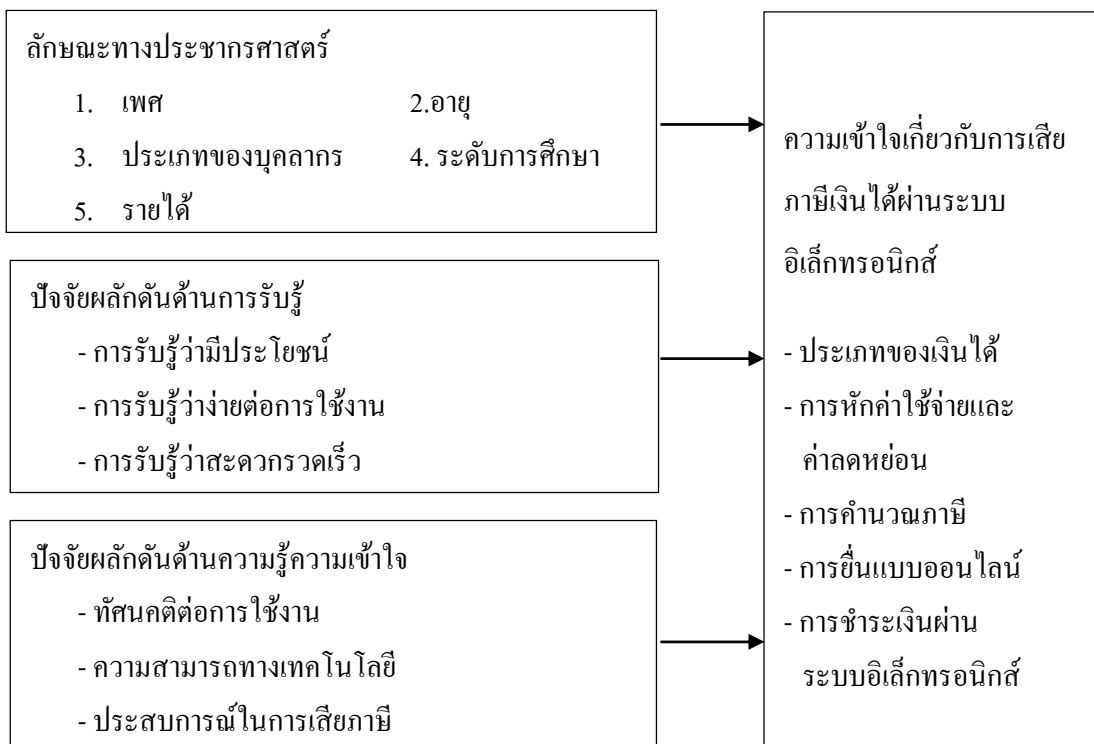 ลักษณะทางประชากรศาสตร์
1. เพศ 2.อายุ
3. ประเภทของบุคลากร 4. ระดับการศึกษา
5. รายได้
ปัจจัยผลักดันด้านการรับรู้
- การรับรู้ว่ามีประโยชน์
- การรับรู้ว่าง่ายต่อการใช้งาน
- การรับรู้ว่าสะดวกรวดเร็ว
ปัจจัยผลักดันด้านความรู้ความเข้าใจ
- ทัศนคติต่อการใช้งาน
- ความสามารถทางเทคโนโลยี
- ประสบการณ์ในการเสียภาษี
ความเข้าใจเกี่ยวกับการเสีย
ภาษีเงินได้ผ่านระบบ
อิเล็กทรอนิกส์
- ประเภทของเงินได้
- การหักค่าใช้จ่ายและ
ค่าลดหย่อน
- การคำนวณภาษี
- การยื่นแบบออนไลน์
- การชำระเงินผ่าน
ระบบอิเล็กทรอนิกส์